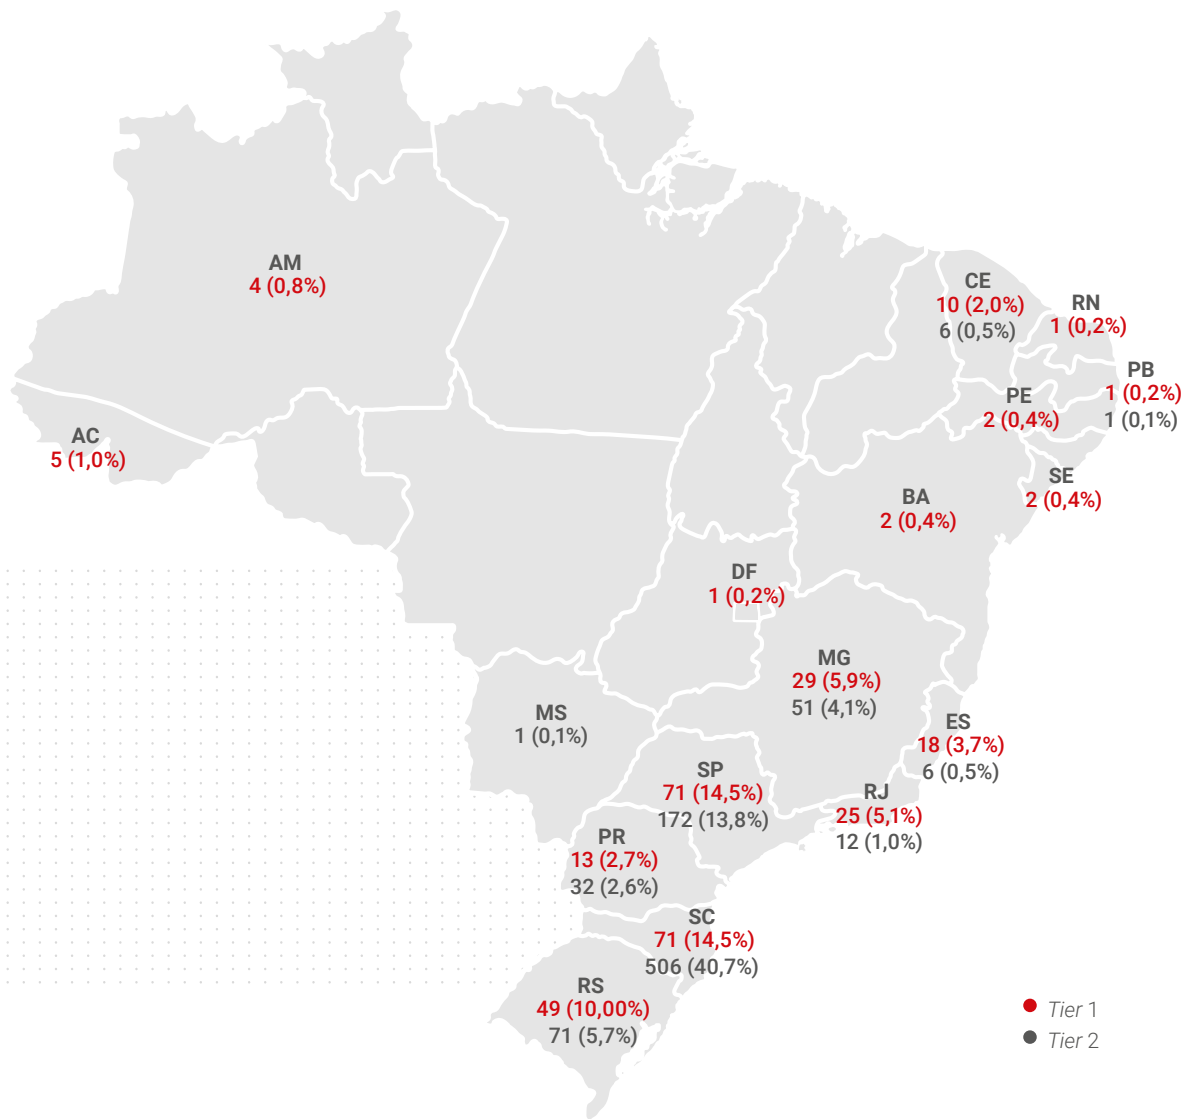 AM
4 (0,8%)
CE
10 (2,0%)
6 (0,5%)
RN
1 (0,2%)
PB
1 (0,2%)
1 (0,1%)
PE
2 (0,4%)
AC
5 (1,0%)
SE
2 (0,4%)
BA
2 (0,4%)
DF
1 (0,2%)
MG
29 (5,9%)
51 (4,1%)
MS
1 (0,1%)
ES
18 (3,7%)
6 (0,5%)
SP
71 (14,5%)
172 (13,8%)
RJ
25 (5,1%)
12 (1,0%)
PR
13 (2,7%)
32 (2,6%)
SC
71 (14,5%)
506 (40,7%)
RS
49 (10,00%)
71 (5,7%)
Tier 1
Tier 2